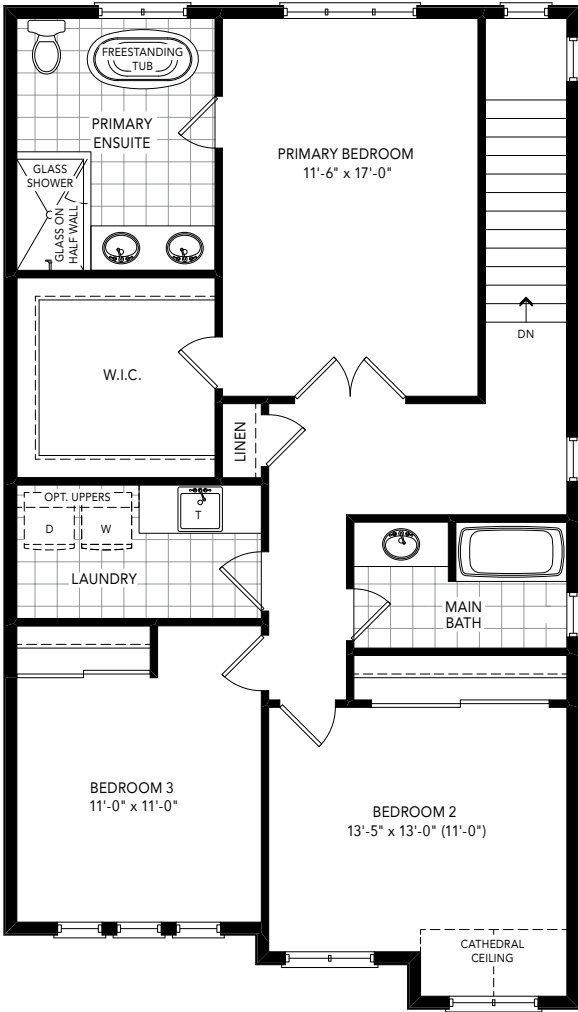 FREESTANDING
TUB
PRIMARY
ENSUITE
GLASS
SHOWER
GLASS ON
HALF WALL
PRIMARY BEDROOM
11'-6" x 17'-0"
DN
W.I.C.
LINEN
OPT. UPPERS
D
W
T
LAUNDRY
MAIN
BATH
BEDROOM 3
11'-0" x 11'-0"
BEDROOM 2
13'-5" x 13'-0" (11'-0")
CATHEDRAL
CEILING